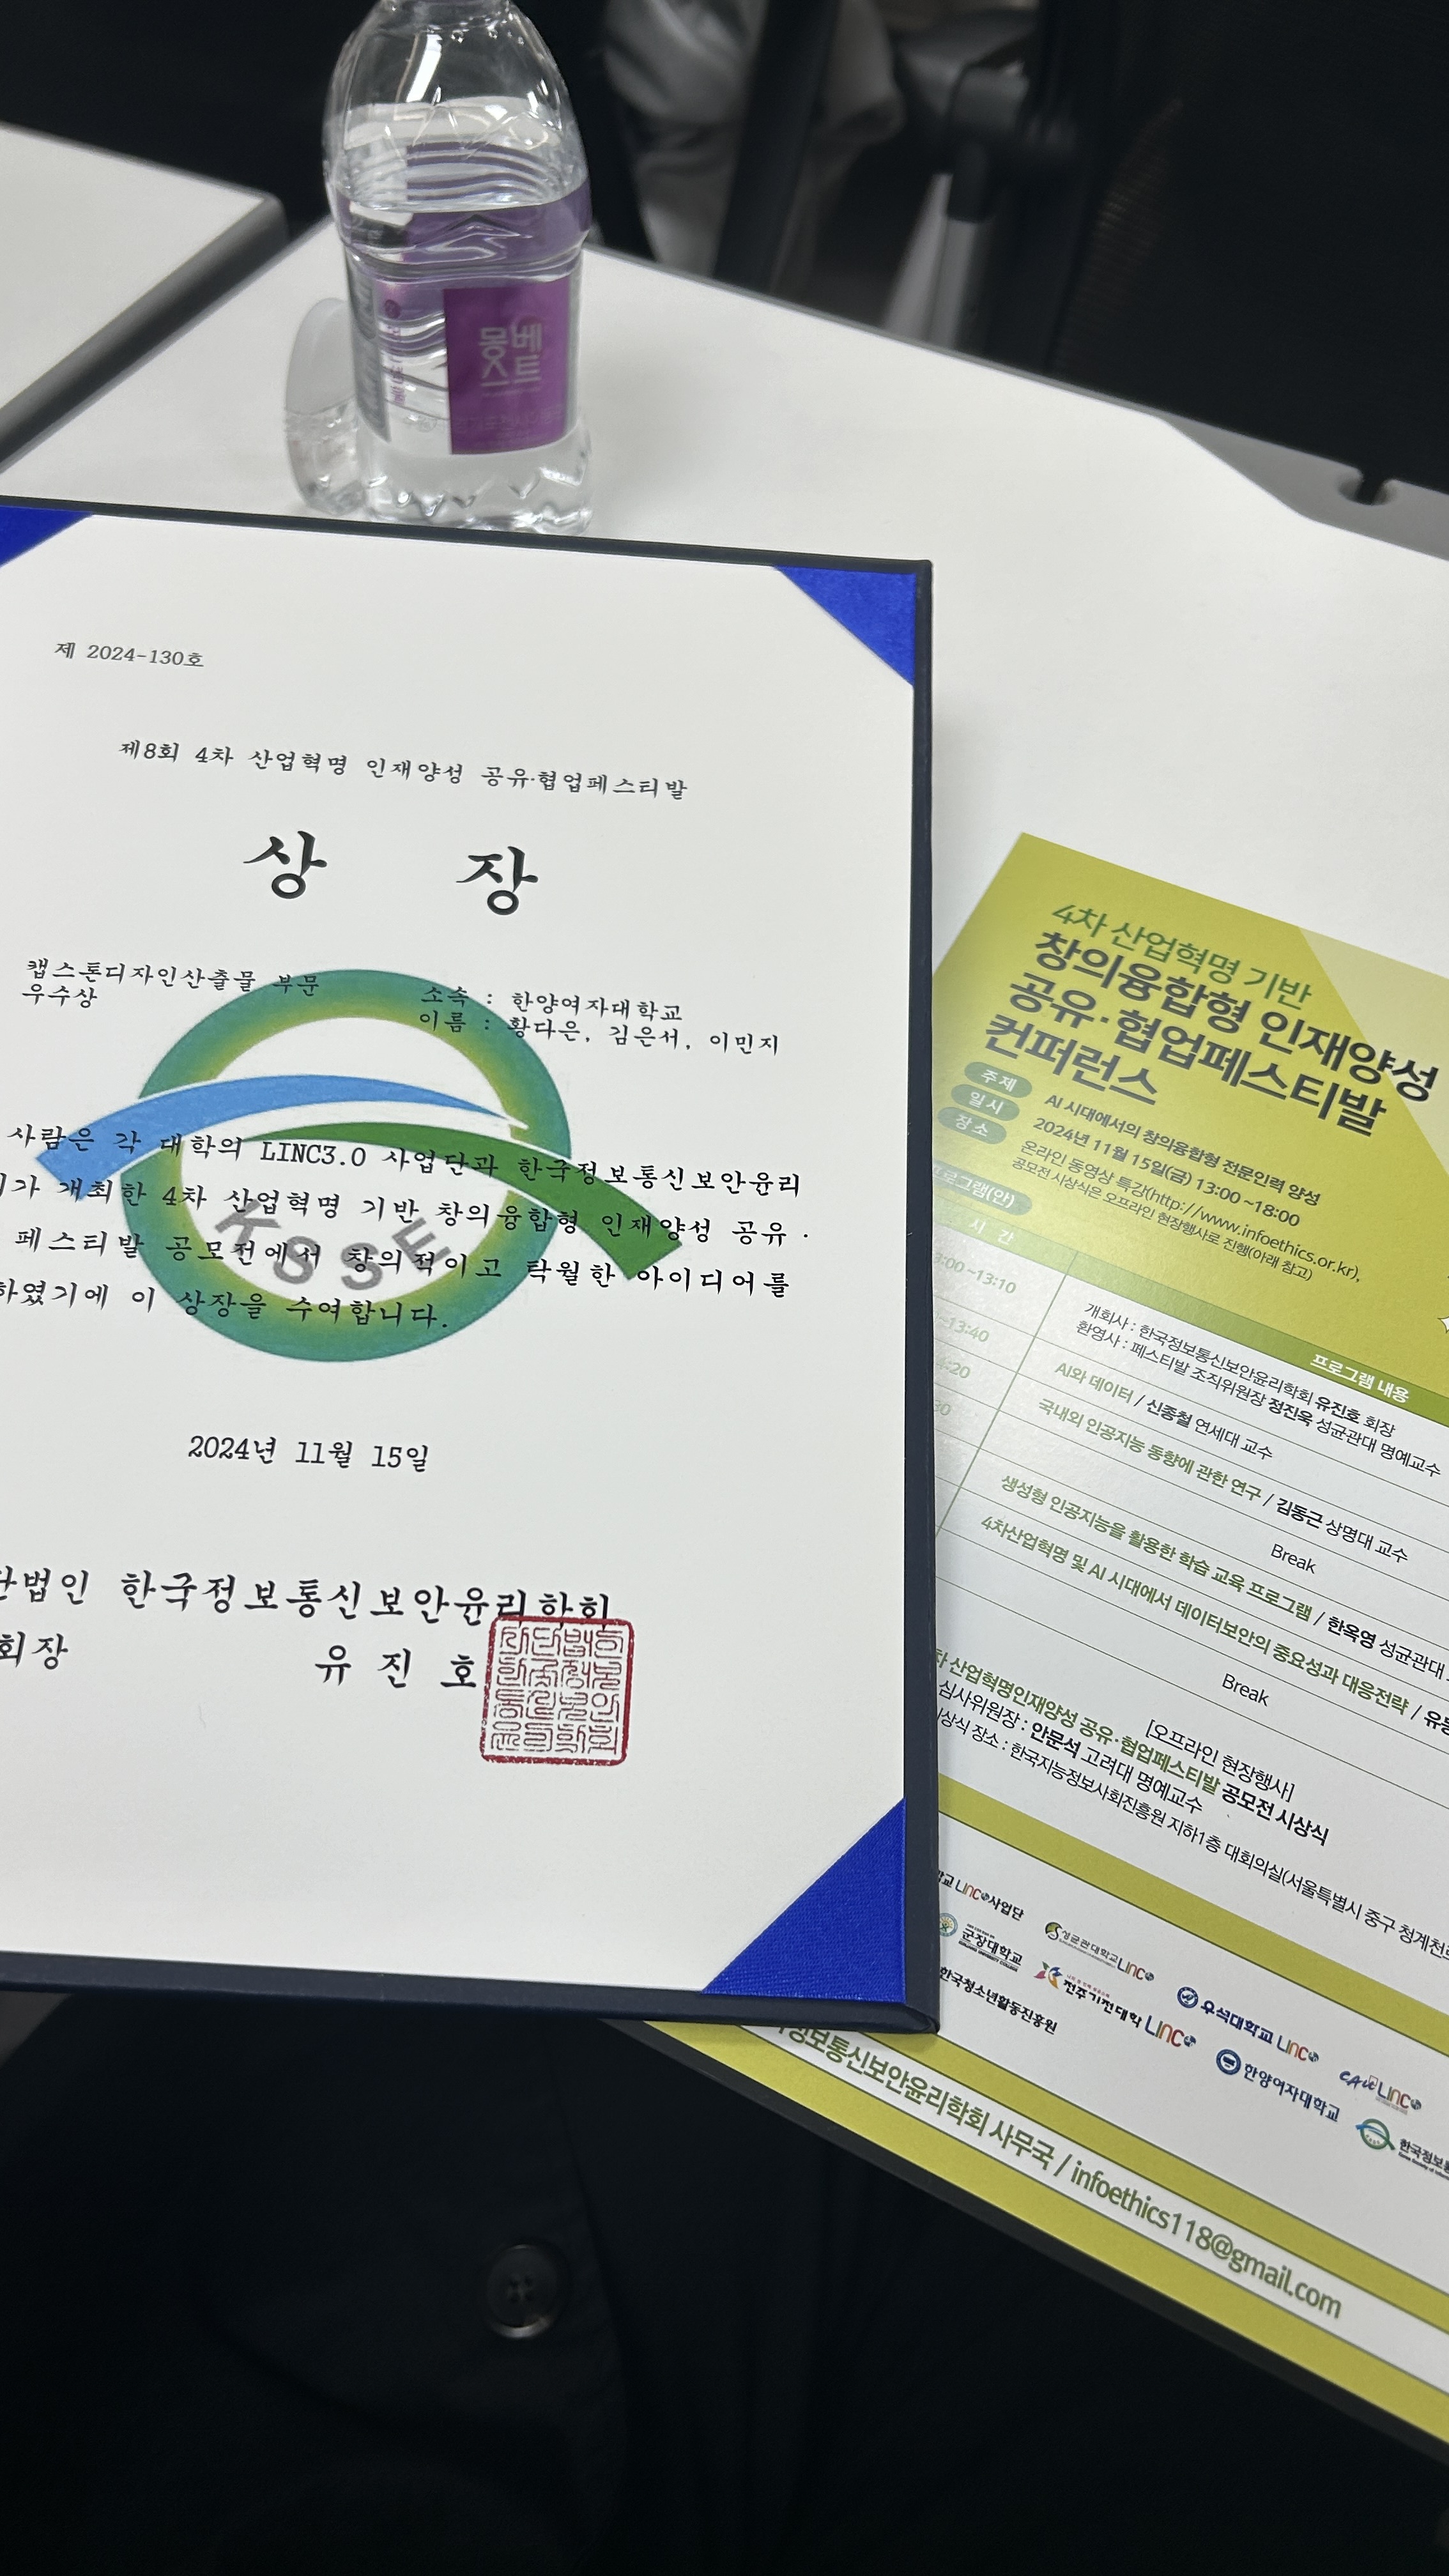 몽베
스트
제 2024-130호
제8회 4차 산업혁명 인재양성 공유·협업페스티발
상 장
캡스톤디자인산출물 부문
우수상
소속 : 한양여자대학교
이름 : 황다은, 김은서, 이민지
사람은 각 대학의 LINC3.0 사업단과 한국정보통신보안윤리
가 개최한 4차 산업혁명 기반 창의융합형 인재양성 공유·
페스티발 공모전에서 창의적이고 탁월한 아이디어를
하였기에 이 상장을 수여합니다.
KSSE
2024년 11월 15일
단법인 한국정보통신보안윤리학회
회장 유 진 호
4차 산업혁명 기반
창의융합형 인재양성
공유·협업페스티발
컨퍼런스
주제 AI 시대에서의 창의융합형 전문인력 양성
일시 2024년 11월 15일(금) 13:00 ~18:00
장소 온라인 동영상 특강(http://www.infoethics.or.kr),
공모전 시상식은 오프라인 현장행사로 진행(아래 참고)
프로그램(안)
시 간 프로그램 내용
3:00 ~13:10 개회사 : 한국정보통신보안윤리학회 유진호 회장
환영사 : 페스티발 조직위원장 정진욱 성균관대 명예교수
~13:40 AI와 데이터 / 신종철 연세대 교수
4:20 국내외 인공지능 동향에 관한 연구 / 김동근 상명대 교수
30 Break
생성형 인공지능을 활용한 학습 교육 프로그램 / 한옥영 성균관대
4차산업혁명 및 AI 시대에서 데이터보안의 중요성과 대응전략 /
Break
[오프라인 현장행사]
차 산업혁명인재양성 공유·협업페스티발 공모전 시상식
심사위원장 : 안문석 고려대 명예교수
시상식 장소 : 한국지능정보사회진흥원 지하1층 대회의실(서울특별시 중구 청계천로
학교 LINC 사업단
성균관대학교 LINC
우석대학교 LINC
CAU LINC
군장대학교
전주기전대학 LINC
한양여자대학교
한국정보통
한국청소년활동진흥원
정보통신보안윤리학회 사무국 / infoethics118@gmail.com